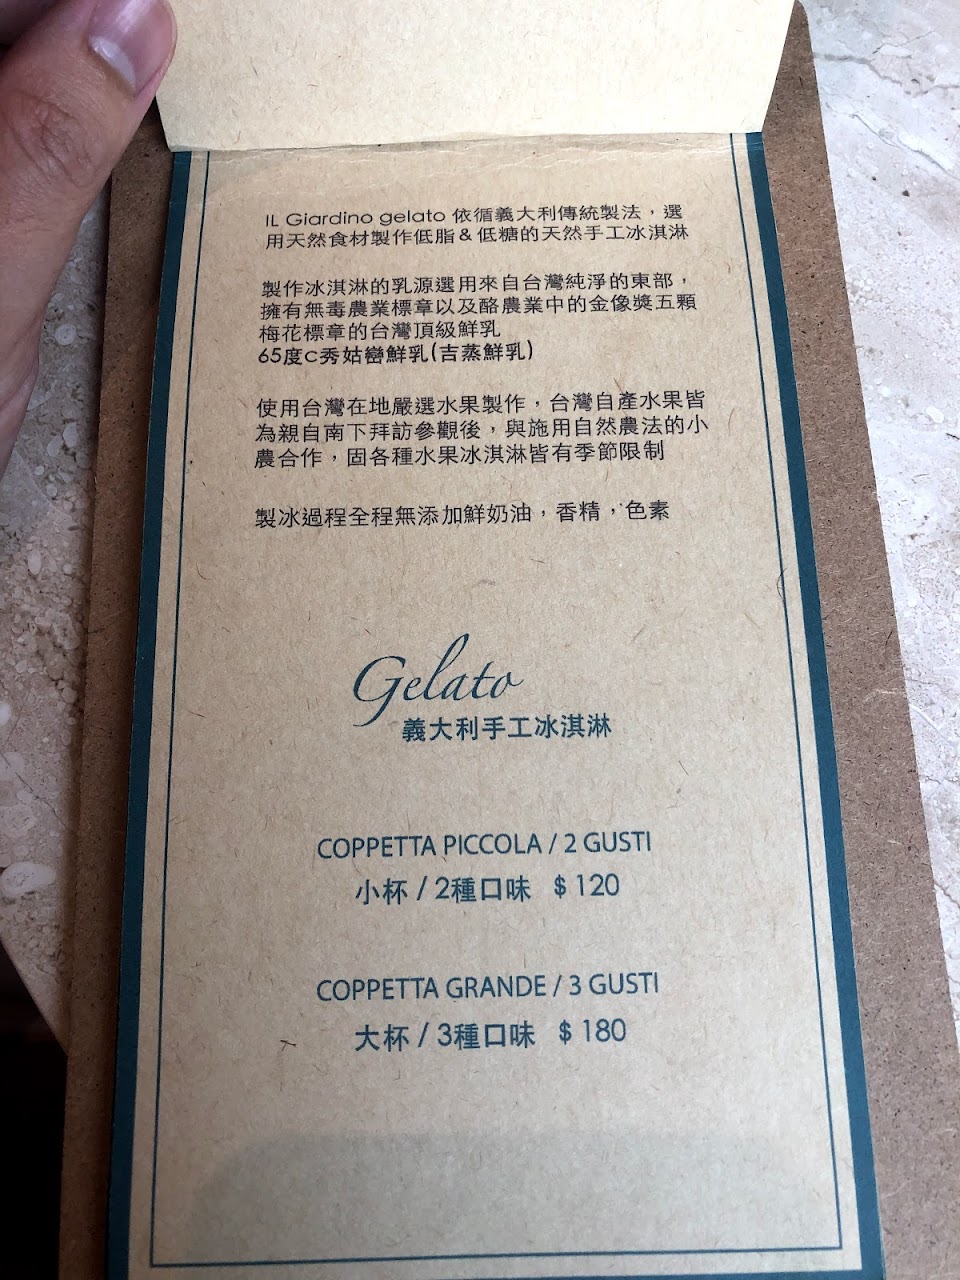 IL Giardino gelato 依循義大利傳統製法，選
用天然食材製作低脂＆低糖的天然手工冰淇淋
製作冰淇淋的乳源選用來自台灣純淨的東部，
擁有無毒農業標章以及酪農業中的金像獎五顆
梅花標章的台灣頂級鮮乳
65度c秀姑巒鮮乳(吉蒸鮮乳)
使用台灣在地嚴選水果製作，台灣自產水果皆
為親自南下拜訪參觀後，與施用自然農法的小
農合作，固各種水果冰淇淋皆有季節限制
製冰過程全程無添加鮮奶油，香精，色素
Gelato
義大利手工冰淇淋
COPPETTA PICCOLA / 2 GUSTI
小杯 / 2種口味 $ 120
COPPETTA GRANDE / 3 GUSTI
大杯 / 3種口味 $ 180